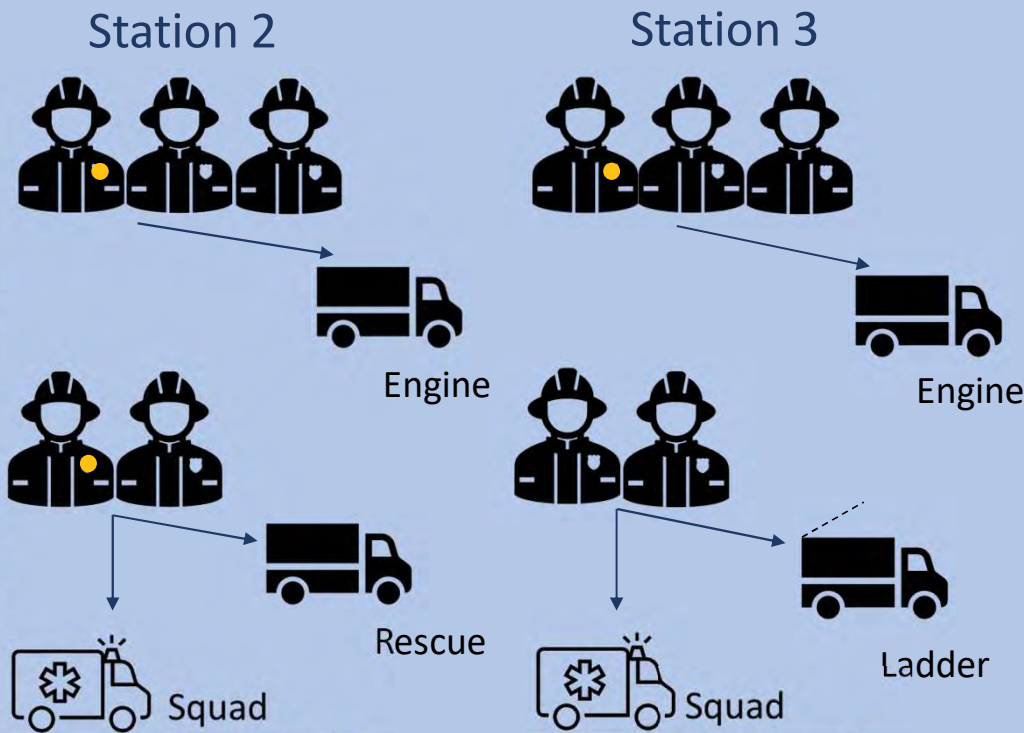 Station 2
Station 3
Engine
Engine
Rescue
Ladder
Squad
Squad